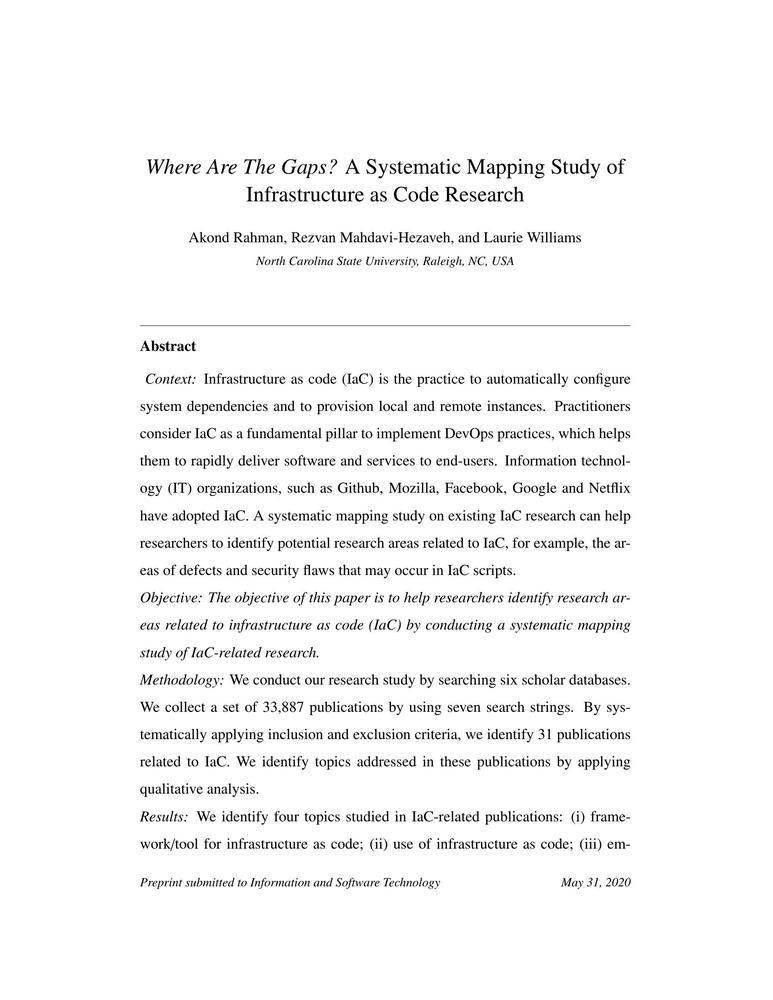 Where Are The Gaps? A Systematic Mapping Study of
Infrastructure as Code Research
Akond Rahman, Rezvan Mahdavi-Hezaveh, and Laurie Williams
North Carolina State University, Raleigh, NC, USA
Abstract
Context: Infrastructure as code (IaC) is the practice to automatically configure
system dependencies and to provision local and remote instances. Practitioners
consider IaC as a fundamental pillar to implement DevOps practices, which helps
them to rapidly deliver software and services to end-users. Information technol-
ogy (IT) organizations, such as Github, Mozilla, Facebook, Google and Netflix
have adopted IaC. A systematic mapping study on existing IaC research can help
researchers to identify potential research areas related to IaC, for example, the ar-
eas of defects and security flaws that may occur in IaC scripts.
Objective: The objective of this paper is to help researchers identify research ar-
eas related to infrastructure as code (IaC) by conducting a systematic mapping
study of IaC-related research.
Methodology: We conduct our research study by searching six scholar databases.
We collect a set of 33,887 publications by using seven search strings. By sys-
tematically applying inclusion and exclusion criteria, we identify 31 publications
related to IaC. We identify topics addressed in these publications by applying
qualitative analysis.
Results: We identify four topics studied in IaC-related publications: (i) frame-
work/tool for infrastructure as code; (ii) use of infrastructure as code; (iii) em-
Preprint submitted to Information and Software Technology May 31, 2020